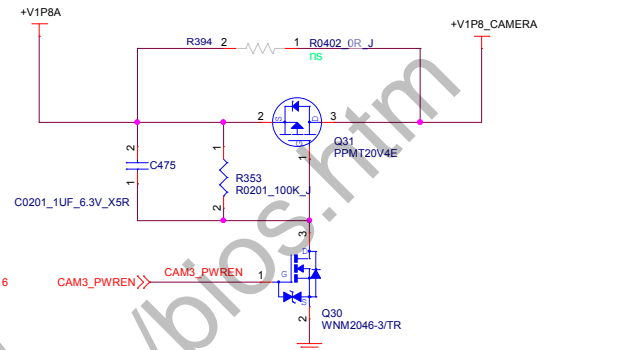 +V1P8A
+V1P8_CAMERA
R394 2 1 R0402_0R_J
ns
2 3
Q31
PPMT20V4E
1
2 C475 1
1 R353
R0201_100K_J
2
C0201_1UF_6.3V_X5R
3
D
6 CAM3_PWREN CAM3_PWREN 1 G
S
2 Q30
WNM2046-3/TR
/bios.htm